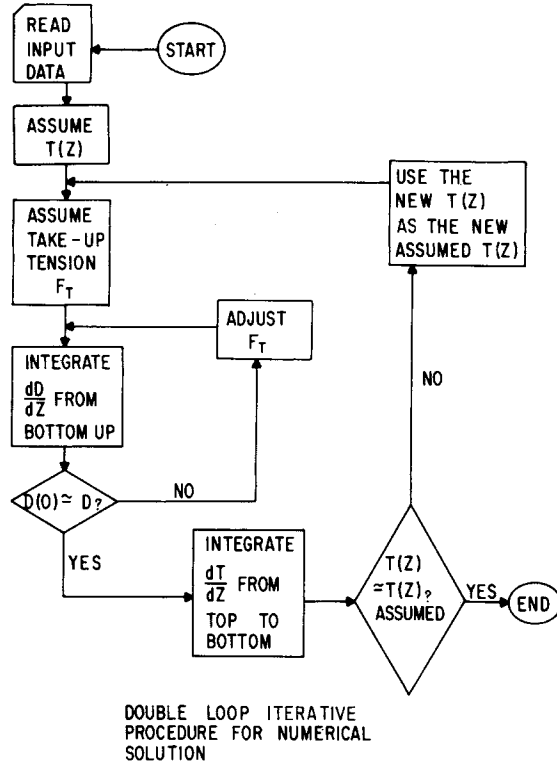 READ
INPUT
DATA
START
ASSUME
T(Z)
ASSUME
TAKE-UP
TENSION
F_T
INTEGRATE
dD/dZ FROM
BOTTOM UP
D(0) ≃ D?
NO
ADJUST
F_T
YES
INTEGRATE
dT/dZ FROM
TOP TO
BOTTOM
T(Z)
≃T(Z)?
ASSUMED
NO
USE THE
NEW T(Z)
AS THE NEW
ASSUMED T(Z)
YES
END
DOUBLE LOOP ITERATIVE
PROCEDURE FOR NUMERICAL
SOLUTION